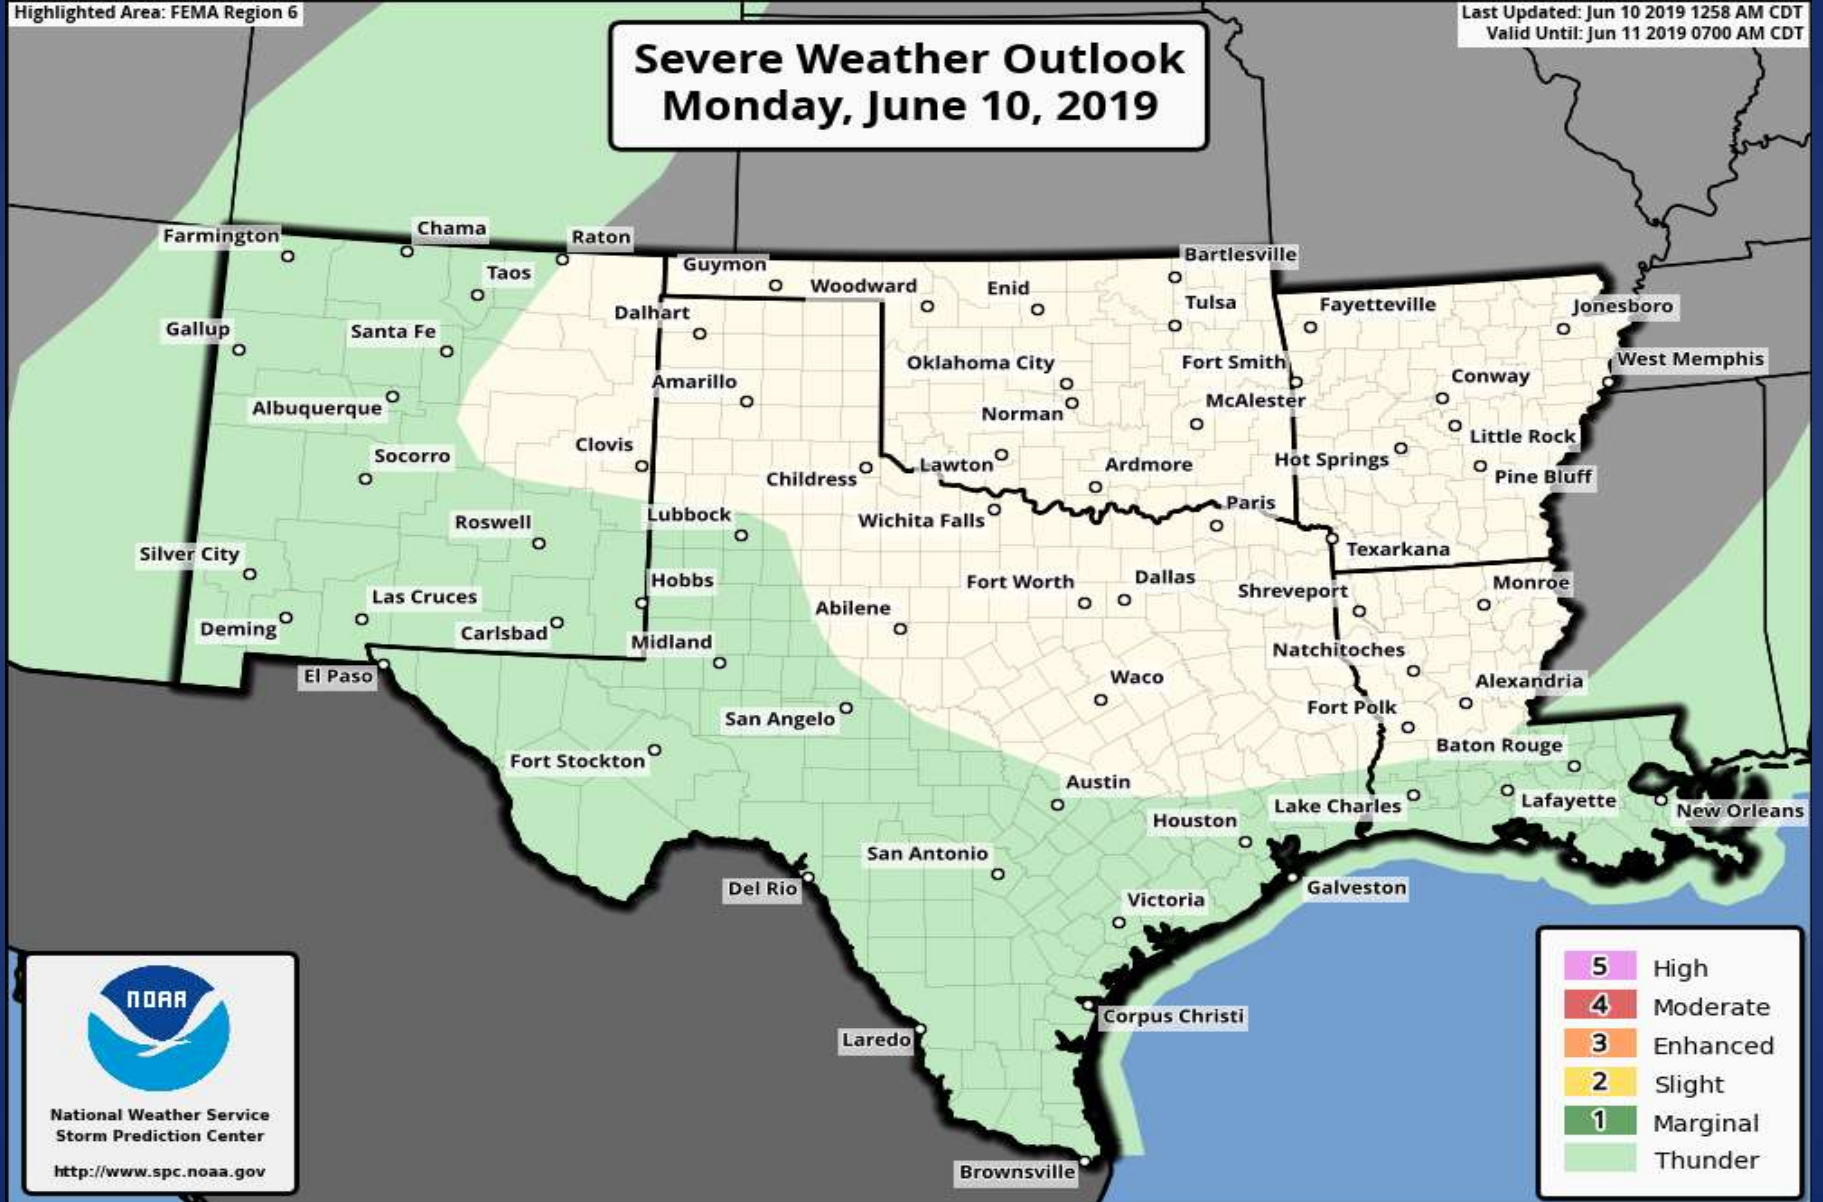 Highlighted Area: FEMA Region 6
Last Updated: Jun 10 2019 1258 AM CDT
Valid Until: Jun 11 2019 0700 AM CDT
Severe Weather Outlook
Monday, June 10, 2019
Farmington
Chama
Raton
Taos
Guymon
Woodward
Enid
Bartlesville
Tulsa
Fayetteville
Jonesboro
Gallup
Santa Fe
Dalhart
Oklahoma City
Fort Smith
Conway
West Memphis
Albuquerque
Amarillo
Norman
McAlester
Little Rock
Socorro
Clovis
Childress
Lawton
Ardmore
Hot Springs
Pine Bluff
Roswell
Lubbock
Wichita Falls
Paris
Texarkana
Silver City
Las Cruces
Hobbs
Fort Worth
Dallas
Shreveport
Monroe
Deming
Carlsbad
Midland
Abilene
Natchitoches
El Paso
San Angelo
Waco
Fort Polk
Alexandria
Fort Stockton
Austin
Baton Rouge
Houston
Lake Charles
Lafayette
New Orleans
Del Rio
San Antonio
Galveston
Victoria
Laredo
Corpus Christi
Brownsville
NOAA
National Weather Service
Storm Prediction Center
http://www.spc.noaa.gov
5 High
4 Moderate
3 Enhanced
2 Slight
1 Marginal
Thunder